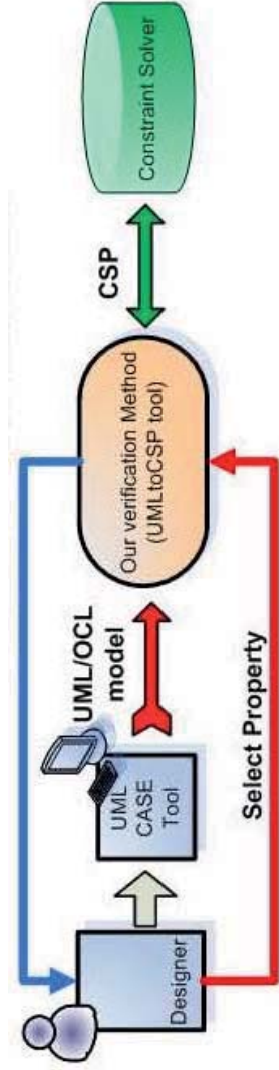 Designer
UML
CASE
Tool
UML/OCL
model
Our verification Method
(UMLtoCSP tool)
CSP
Constraint Solver
Select Property